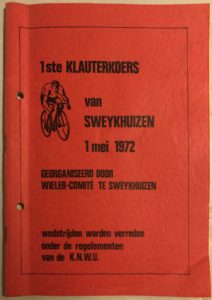 1ste KLAUTERKOERS
van
SWEYKHUIZEN
1 mei 1972
GEORGANISEERD DOOR
WIELER-COMITÉ TE SWEYKHUIZEN
wedstrijden worden verreden
onder de regelementen
van de K.N.W.U.